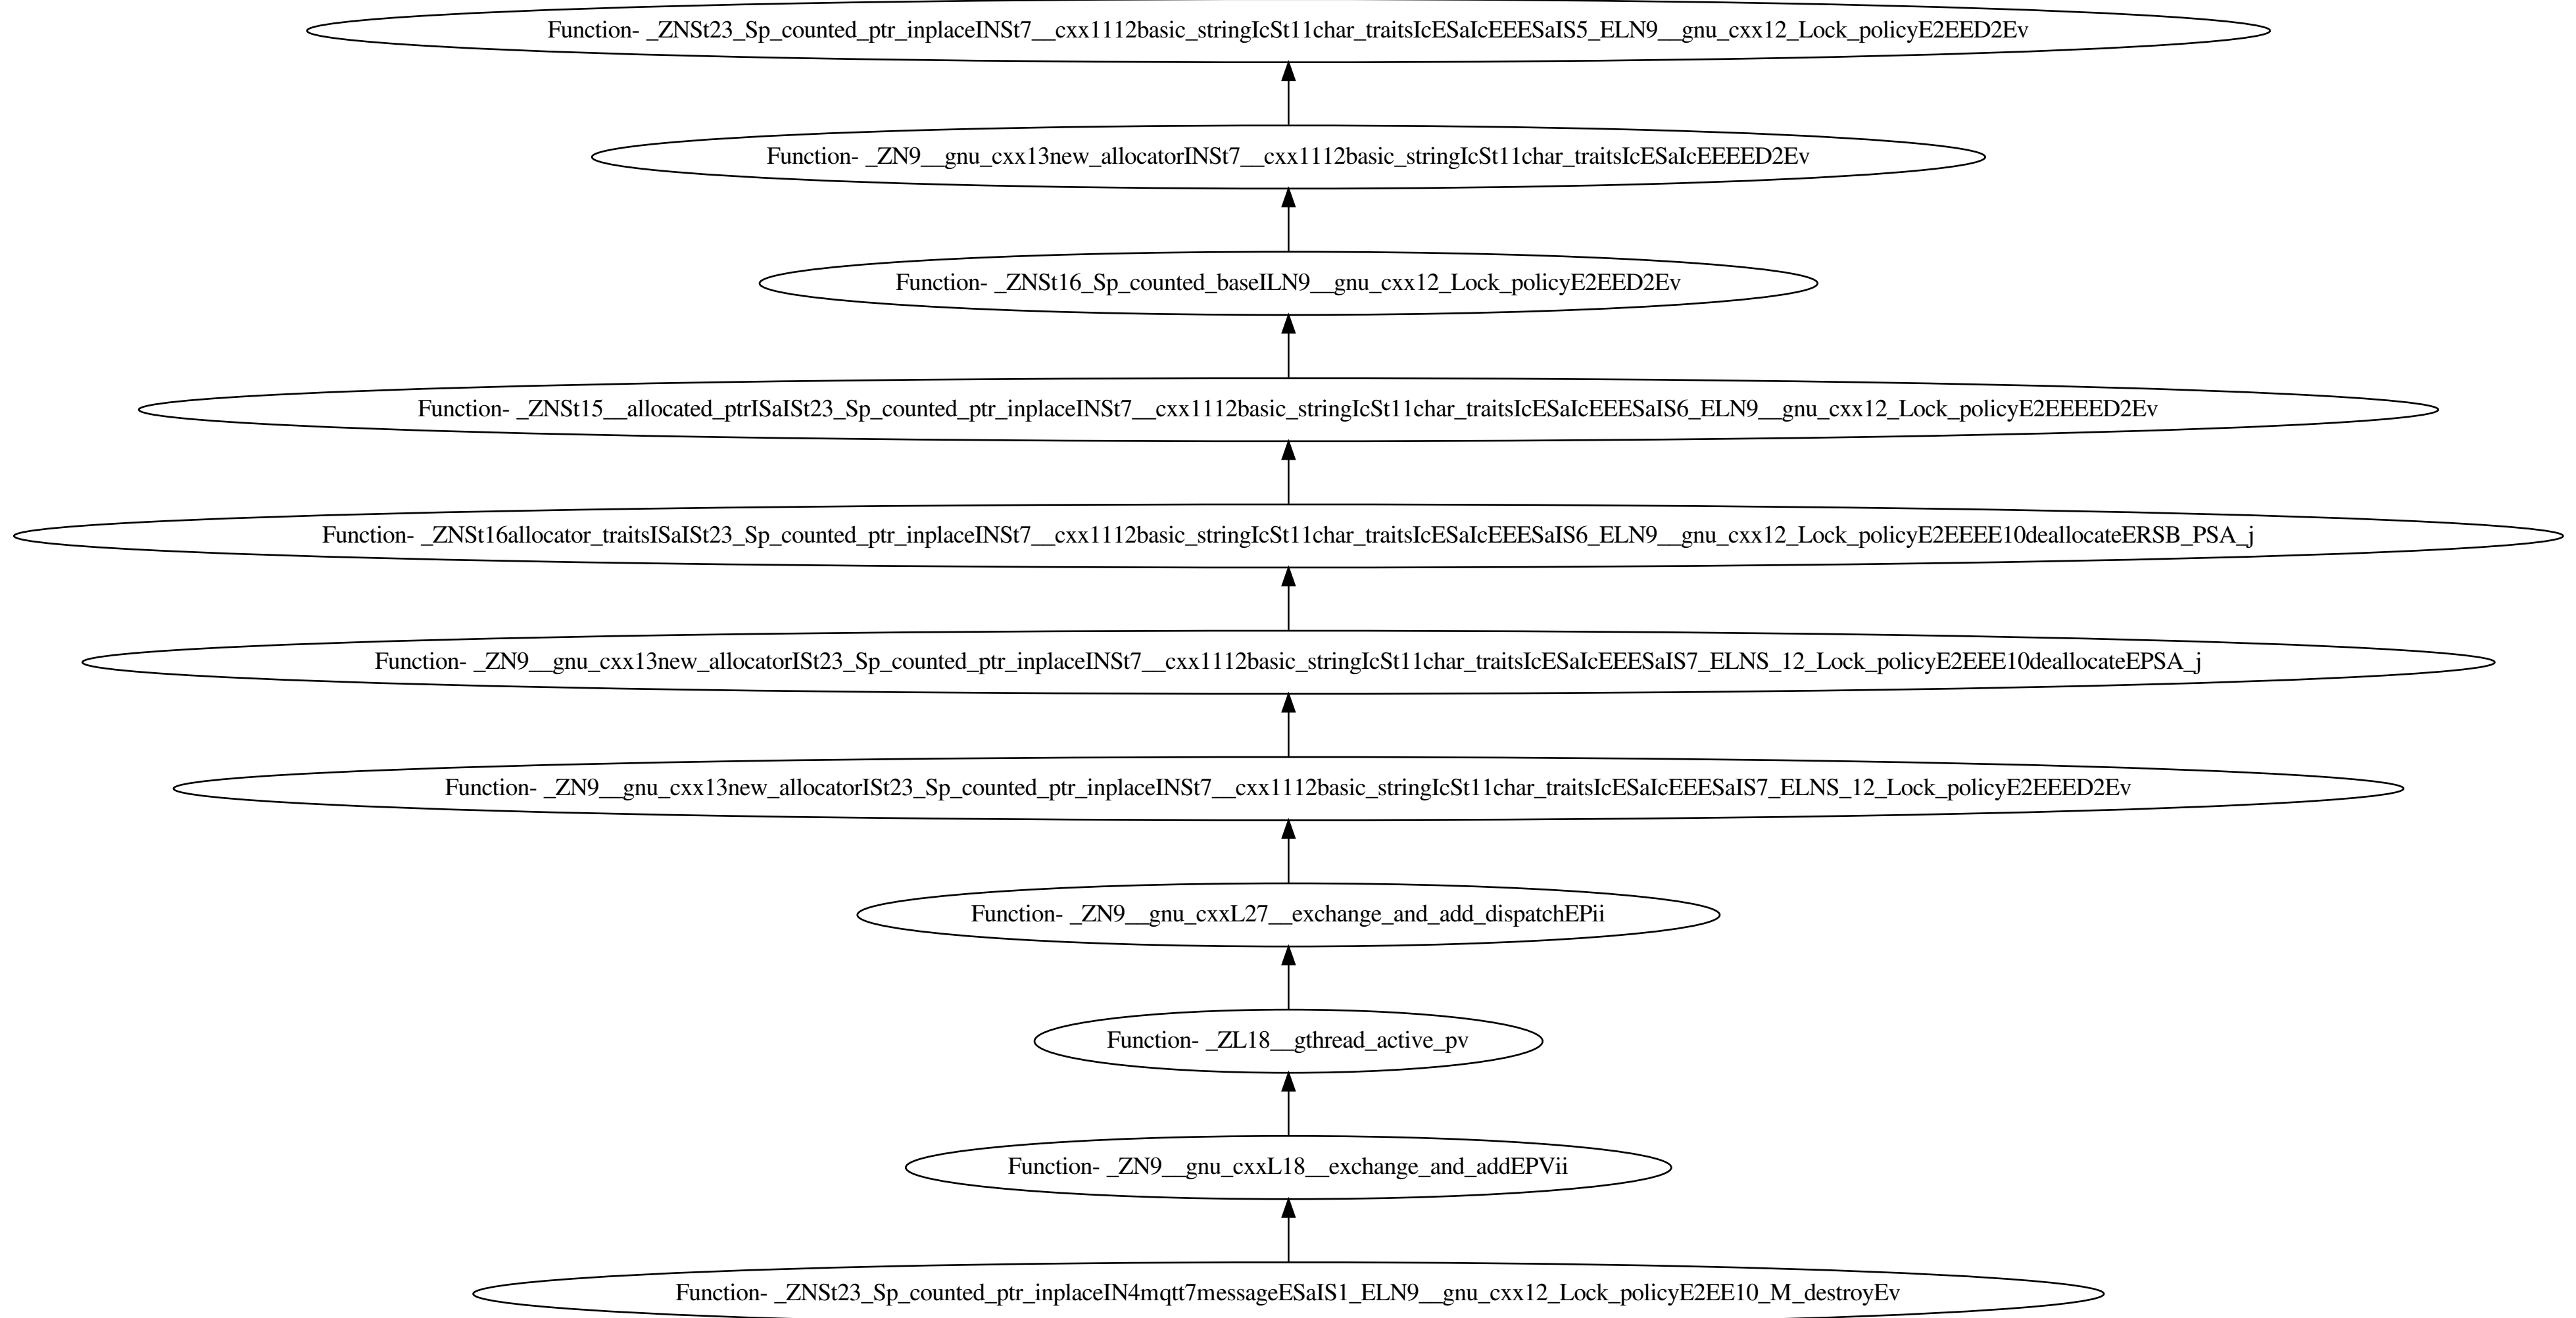 Function- _ZNSt23_Sp_counted_ptr_inplaceINSt7__cxx1112basic_stringIcSt11char_traitsIcESaIcEEESaIS5_ELN9__gnu_cxx12_Lock_policyE2EED2Ev
Function- _ZN9__gnu_cxx13new_allocatorINSt7__cxx1112basic_stringIcSt11char_traitsIcESaIcEEEED2Ev
Function- _ZNSt16_Sp_counted_baseILN9__gnu_cxx12_Lock_policyE2EED2Ev
Function- _ZNSt15__allocated_ptrISaISt23_Sp_counted_ptr_inplaceINSt7__cxx1112basic_stringIcSt11char_traitsIcESaIcEEESaIS6_ELN9__gnu_cxx12_Lock_policyE2EEEED2Ev
Function- _ZNSt16allocator_traitsISaISt23_Sp_counted_ptr_inplaceINSt7__cxx1112basic_stringIcSt11char_traitsIcESaIcEEESaIS6_ELN9__gnu_cxx12_Lock_policyE2EEEE10deallocateERSB_PSA_j
Function- _ZN9__gnu_cxx13new_allocatorISt23_Sp_counted_ptr_inplaceINSt7__cxx1112basic_stringIcSt11char_traitsIcESaIcEEESaIS7_ELNS_12_Lock_policyE2EEE10deallocateEPSA_j
Function- _ZN9__gnu_cxx13new_allocatorISt23_Sp_counted_ptr_inplaceINSt7__cxx1112basic_stringIcSt11char_traitsIcESaIcEEESaIS7_ELNS_12_Lock_policyE2EEED2Ev
Function- _ZN9__gnu_cxxL27__exchange_and_add_dispatchEPii
Function- _ZL18__gthread_active_pv
Function- _ZN9__gnu_cxxL18__exchange_and_addEPVii
Function- _ZNSt23_Sp_counted_ptr_inplaceIN4mqtt7messageESaIS1_ELN9__gnu_cxx12_Lock_policyE2EE10_M_destroyEv